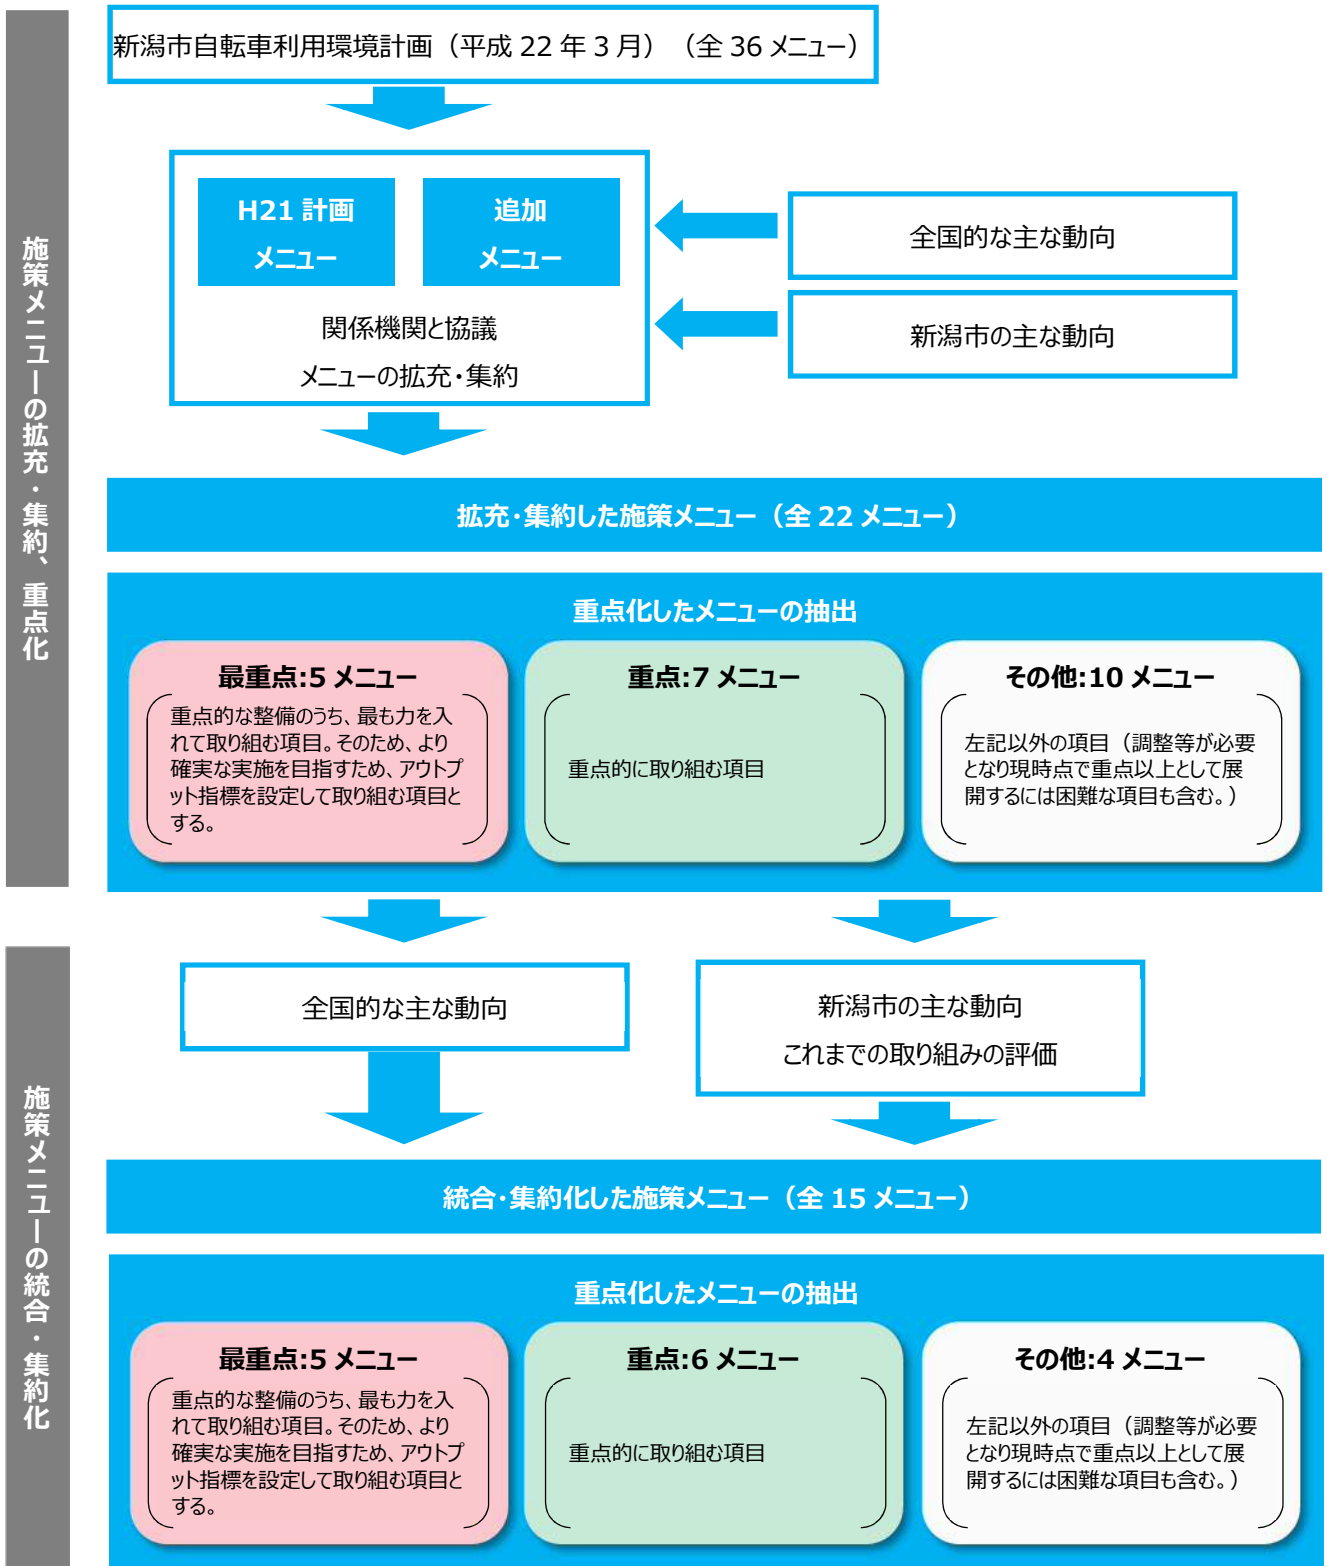 新潟市自転車利用環境計画（平成 22 年 3 月）（全 36 メニュー）
施策メニューの拡充・集約、重点化
H21 計画
メニュー
追加
メニュー
関係機関と協議
メニューの拡充・集約
全国的な主な動向
新潟市の主な動向
拡充・集約した施策メニュー（全 22 メニュー）
重点化したメニューの抽出
最重点:5 メニュー
重点的な整備のうち、最も力を入
れて取り組む項目。そのため、より
確実な実施を目指すため、アウトプ
ット指標を設定して取り組む項目と
する。
重点:7 メニュー
重点的に取り組む項目
その他:10 メニュー
左記以外の項目（調整等が必要
となり現時点で重点以上として展
開するには困難な項目も含む。）
施策メニューの統合・集約化
全国的な主な動向
新潟市の主な動向
これまでの取り組みの評価
統合・集約化した施策メニュー（全 15 メニュー）
重点化したメニューの抽出
最重点:5 メニュー
重点的な整備のうち、最も力を入
れて取り組む項目。そのため、より
確実な実施を目指すため、アウトプ
ット指標を設定して取り組む項目と
する。
重点:6 メニュー
重点的に取り組む項目
その他:4 メニュー
左記以外の項目（調整等が必要
となり現時点で重点以上として展
開するには困難な項目も含む。）